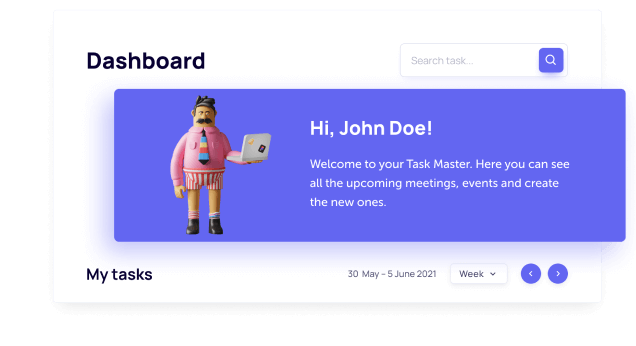 Dashboard
Search task...
Hi, John Doe!
Welcome to your Task Master. Here you can see
all the upcoming meetings, events and create
the new ones.
My tasks
30 May – 5 June 2021
Week